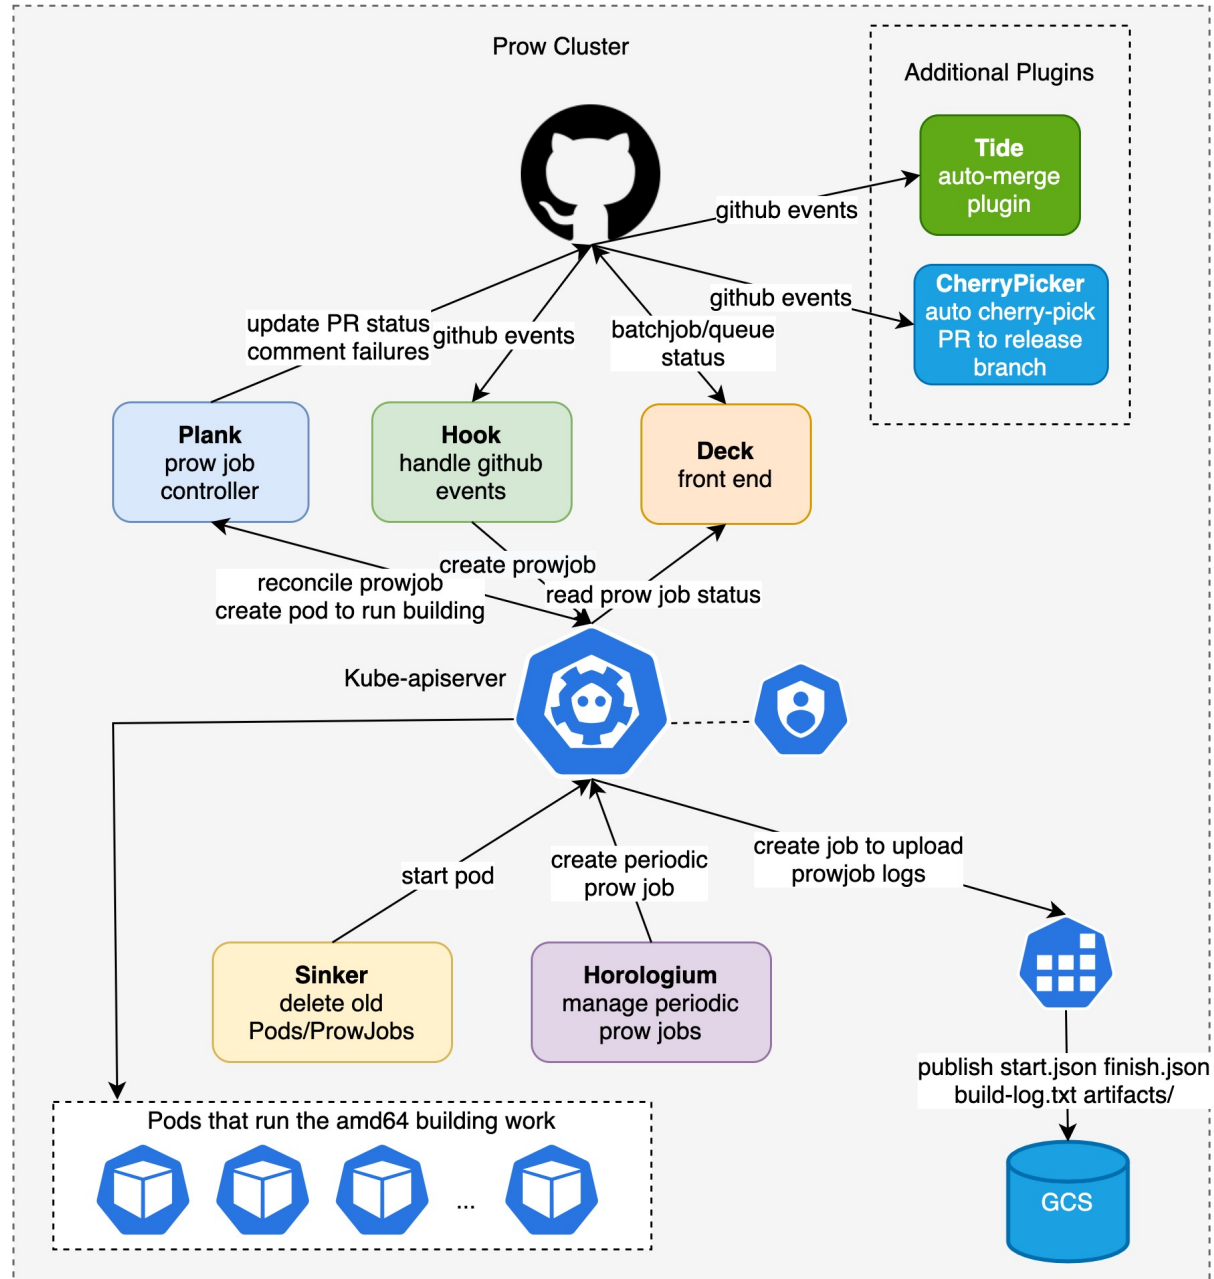 Prow Cluster
Additional Plugins
Tide
auto-merge
plugin
github events
CherryPicker
auto cherry-pick
PR to release
branch
github events
update PR status
comment failures
github events
batchjob/queue
status
Plank
prow job
controller
Hook
handle github
events
Deck
front end
create prowjob
reconcile prowjob
create pod to run building
read prow job status
Kube-apiserver
start pod
create periodic
prow job
create job to upload
prowjob logs
Sinker
delete old
Pods/ProwJobs
Horologium
manage periodic
prow jobs
publish start.json finish.json
build-log.txt artifacts/
Pods that run the amd64 building work
...
GCS